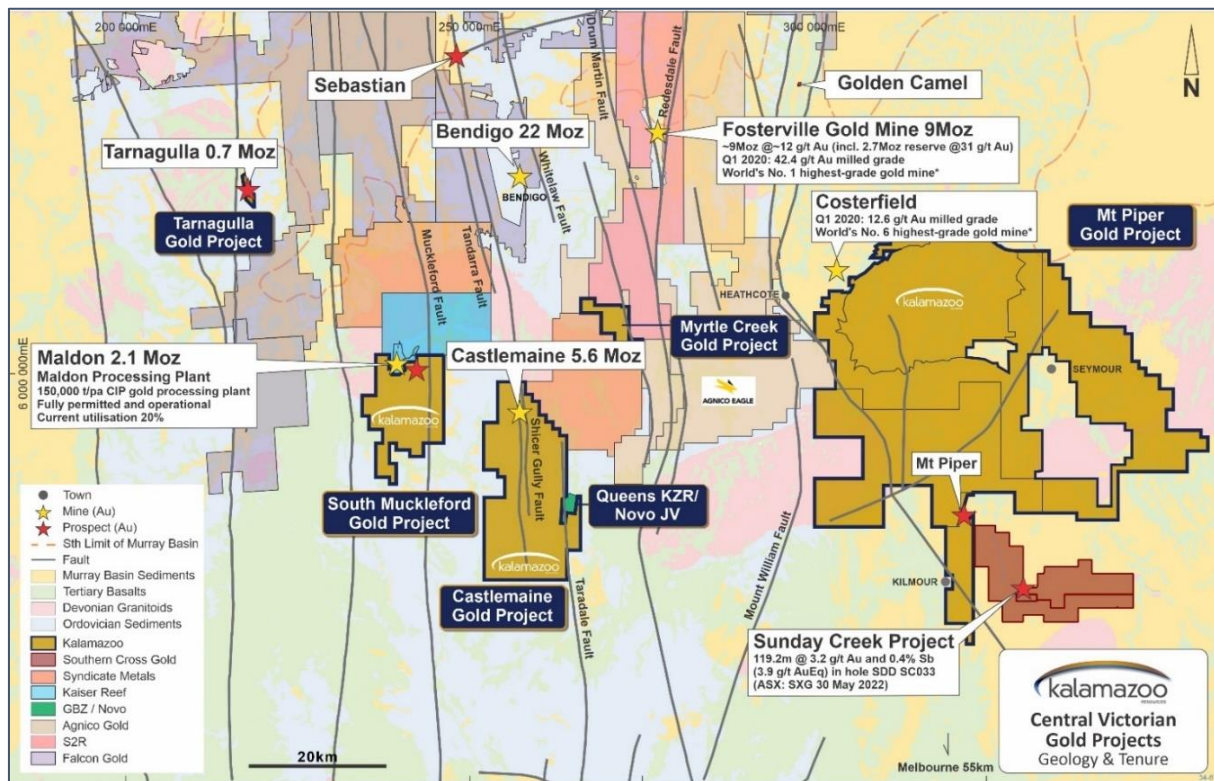 200 000mE
250 000mE
300 000mE
6 000 000mE
N
Sebastian
Golden Camel
Drum Martin Fault
Redesdale Fault
Bendigo 22 Moz
BENDIGO
Whitelaw Fault
Fosterville Gold Mine 9Moz
~9Moz @~12 g/t Au (incl. 2.7Moz reserve @31 g/t Au)
Q1 2020: 42.4 g/t Au milled grade
World's No. 1 highest-grade gold mine*
Tarnagulla 0.7 Moz
Tarnagulla
Gold Project
Costerfield
Q1 2020: 12.6 g/t Au milled grade
World's No. 6 highest-grade gold mine*
Mt Piper
Gold Project
Muckleford Fault
Tandarra Fault
HEATHCOTE
kalamazoo
Myrtle Creek
Gold Project
Maldon 2.1 Moz
Maldon Processing Plant
150,000 t/pa CIP gold processing plant
Fully permitted and operational
Current utilisation 20%
Castlemaine 5.6 Moz
AGNICO EAGLE
SEYMOUR
kalamazoo
Shicer Gully Fault
Mt Piper
South Muckleford
Gold Project
Queens KZR/
Novo JV
kalamazoo
Castlemaine
Gold Project
Taradale Fault
Mount William Fault
KILMOUR
Sunday Creek Project
119.2m @ 3.2 g/t Au and 0.4% Sb
(3.9 g/t AuEq) in hole SDD SC033
(ASX: SXG 30 May 2022)
Town
Mine (Au)
Prospect (Au)
Sth Limit of Murray Basin
Fault
Murray Basin Sediments
Tertiary Basalts
Devonian Granitoids
Ordovician Sediments
Kalamazoo
Southern Cross Gold
Syndicate Metals
Kaiser Reef
GBZ / Novo
Agnico Gold
S2R
Falcon Gold
20km
Melbourne 55km
kalamazoo
resources
Central Victorian
Gold Projects
Geology & Tenure